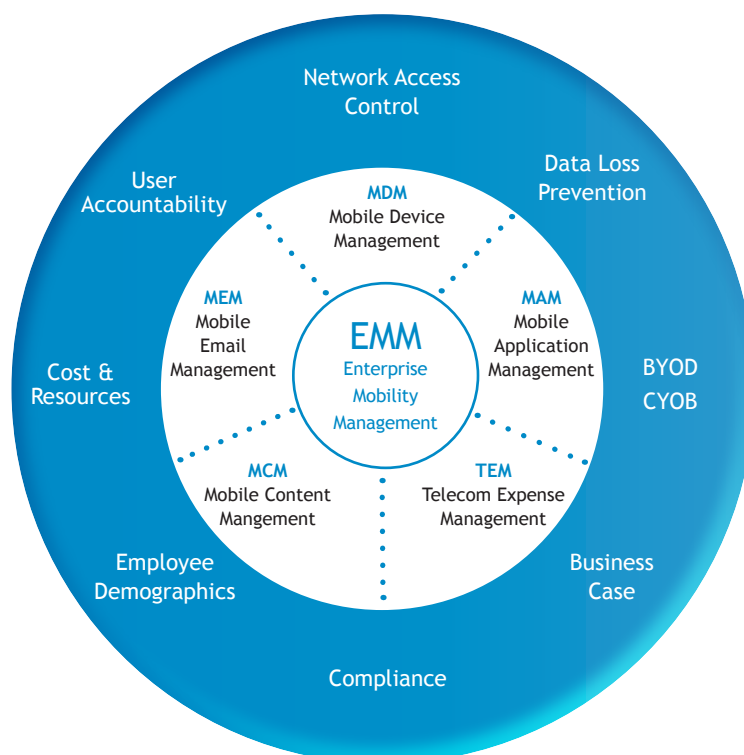 Network Access
Control
Data Loss
Prevention
User
Accountability
MDM
Mobile Device
Management
MEM
Mobile
Email
Management
EMM
Enterprise
Mobility
Management
MAM
Mobile
Application
Management
Cost &
Resources
BYOD
CYOB
MCM
Mobile Content
Mangement
TEM
Telecom Expense
Management
Employee
Demographics
Business
Case
Compliance